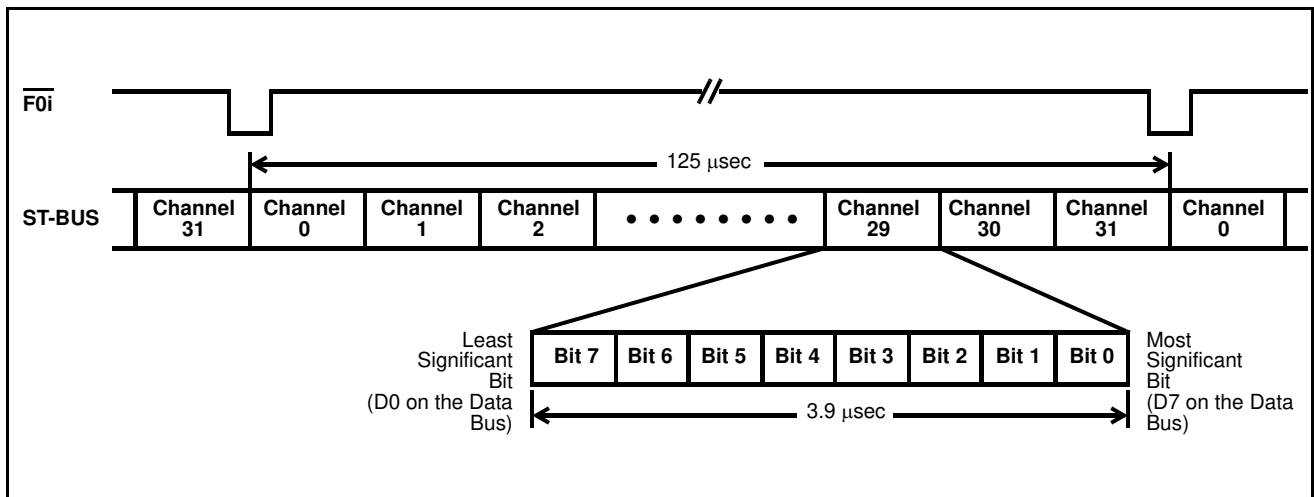 F0i
125 μsec
ST-BUS
Channel 31
Channel 0
Channel 1
Channel 2
Channel 29
Channel 30
Channel 31
Channel 0
Least
Significant
Bit
(D0 on the Data
Bus)
Bit 7
Bit 6
Bit 5
Bit 4
Bit 3
Bit 2
Bit 1
Bit 0
Most
Significant
Bit
(D7 on the Data
Bus)
3.9 μsec